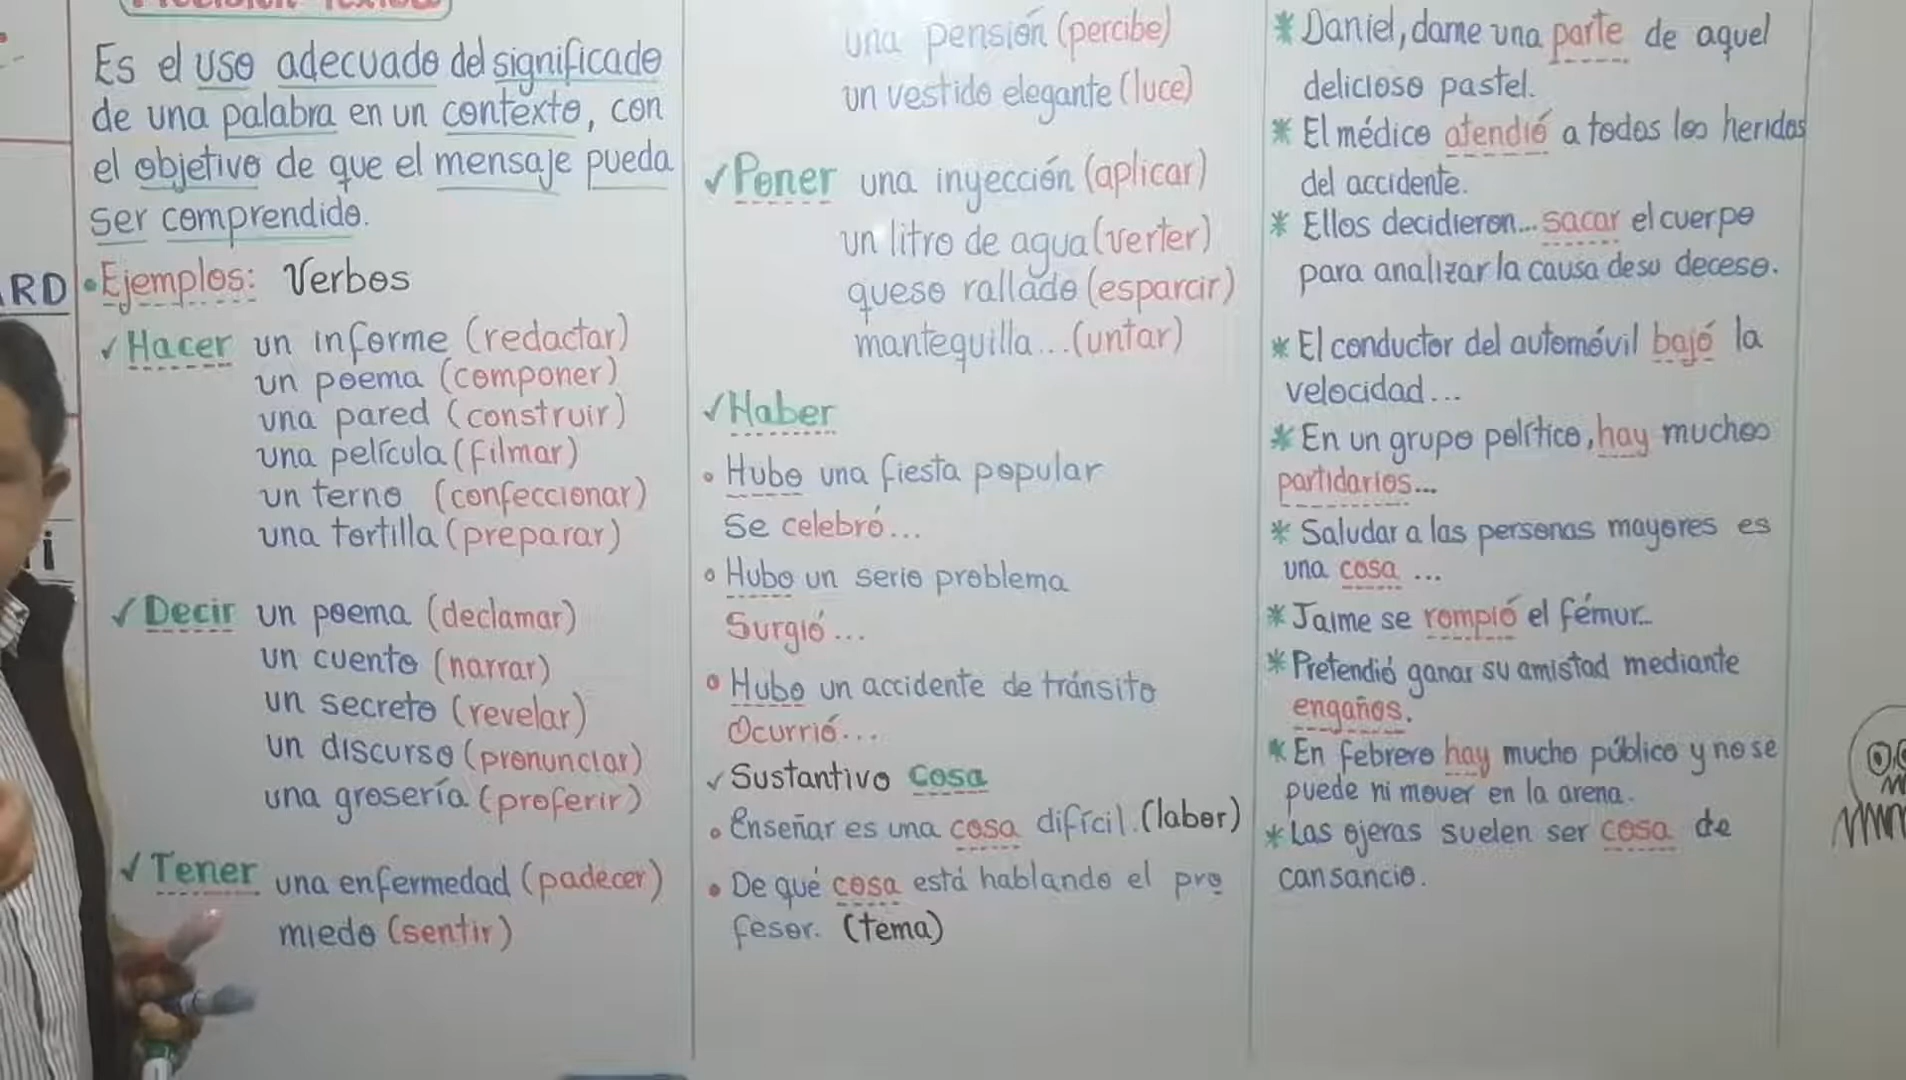 Precisión Textual
Es el uso adecuado del significado
de una palabra en un contexto, con
el objetivo de que el mensaje pueda
ser comprendido.
•Ejemplos: Verbos
✓Hacer un informe (redactar)
un poema (componer)
una pared (construir)
una película (filmar)
un terno (confeccionar)
una tortilla (preparar)
✓Decir un poema (declamar)
un cuento (narrar)
un secreto (revelar)
un discurso (pronunciar)
una grosería (proferir)
✓Tener una enfermedad (padecer)
miedo (sentir)
una pensión (percibe)
un vestido elegante (luce)
✓Poner una inyección (aplicar)
un litro de agua (verter)
queso rallado (esparcir)
mantequilla...(untar)
✓Haber
• Hubo una fiesta popular
Se celebró...
• Hubo un serio problema
Surgió...
• Hubo un accidente de tránsito
Ocurrió...
✓Sustantivo Cosa
• Enseñar es una cosa difícil. (labor)
• De qué cosa está hablando el pro
fesor. (tema)
* Daniel, dame una parte de aquel
delicioso pastel.
* El médico atendió a todos los heridos
del accidente.
* Ellos decidieron... sacar el cuerpo
para analizar la causa de su deceso.
* El conductor del automóvil bajó la
velocidad...
* En un grupo político, hay muchos
partidarios...
* Saludar a las personas mayores es
una cosa ...
* Jaime se rompió el fémur...
* Pretendió ganar su amistad mediante
engaños.
* En febrero hay mucho público y no se
puede ni mover en la arena.
* Las ojeras suelen ser cosa de
cansancio.
ARD
i